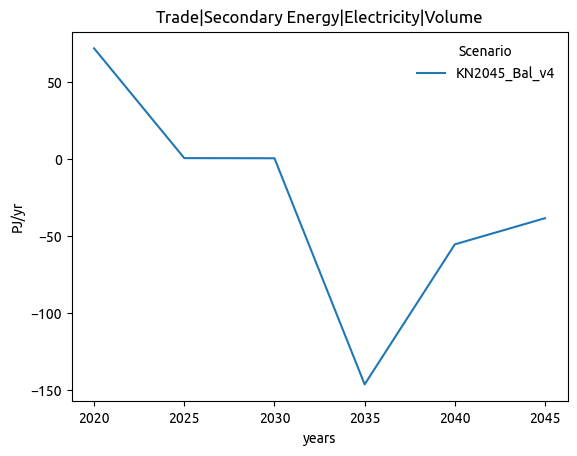 Trade|Secondary Energy|Electricity|Volume
Scenario
KN2045_Bal_v4
50
0
−50
−100
−150
PJ/yr
2020 2025 2030 2035 2040 2045
years